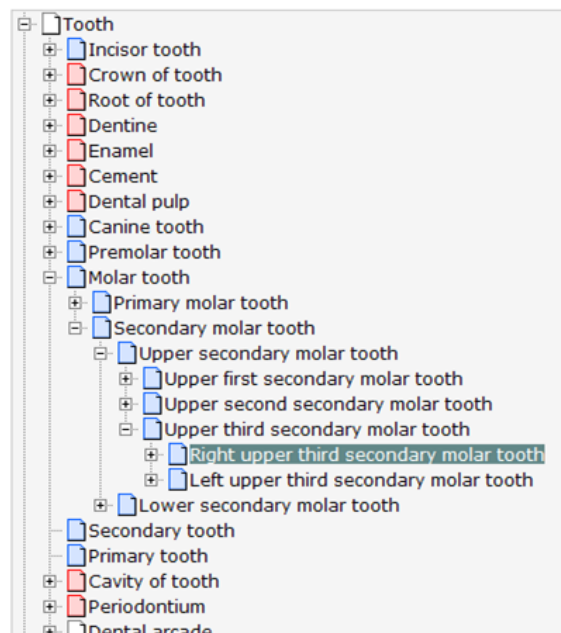 Tooth
Incisor tooth
Crown of tooth
Root of tooth
Dentine
Enamel
Cement
Dental pulp
Canine tooth
Premolar tooth
Molar tooth
Primary molar tooth
Secondary molar tooth
Upper secondary molar tooth
Upper first secondary molar tooth
Upper second secondary molar tooth
Upper third secondary molar tooth
Right upper third secondary molar tooth
Left upper third secondary molar tooth
Lower secondary molar tooth
Secondary tooth
Primary tooth
Cavity of tooth
Periodontium
Dental arcade